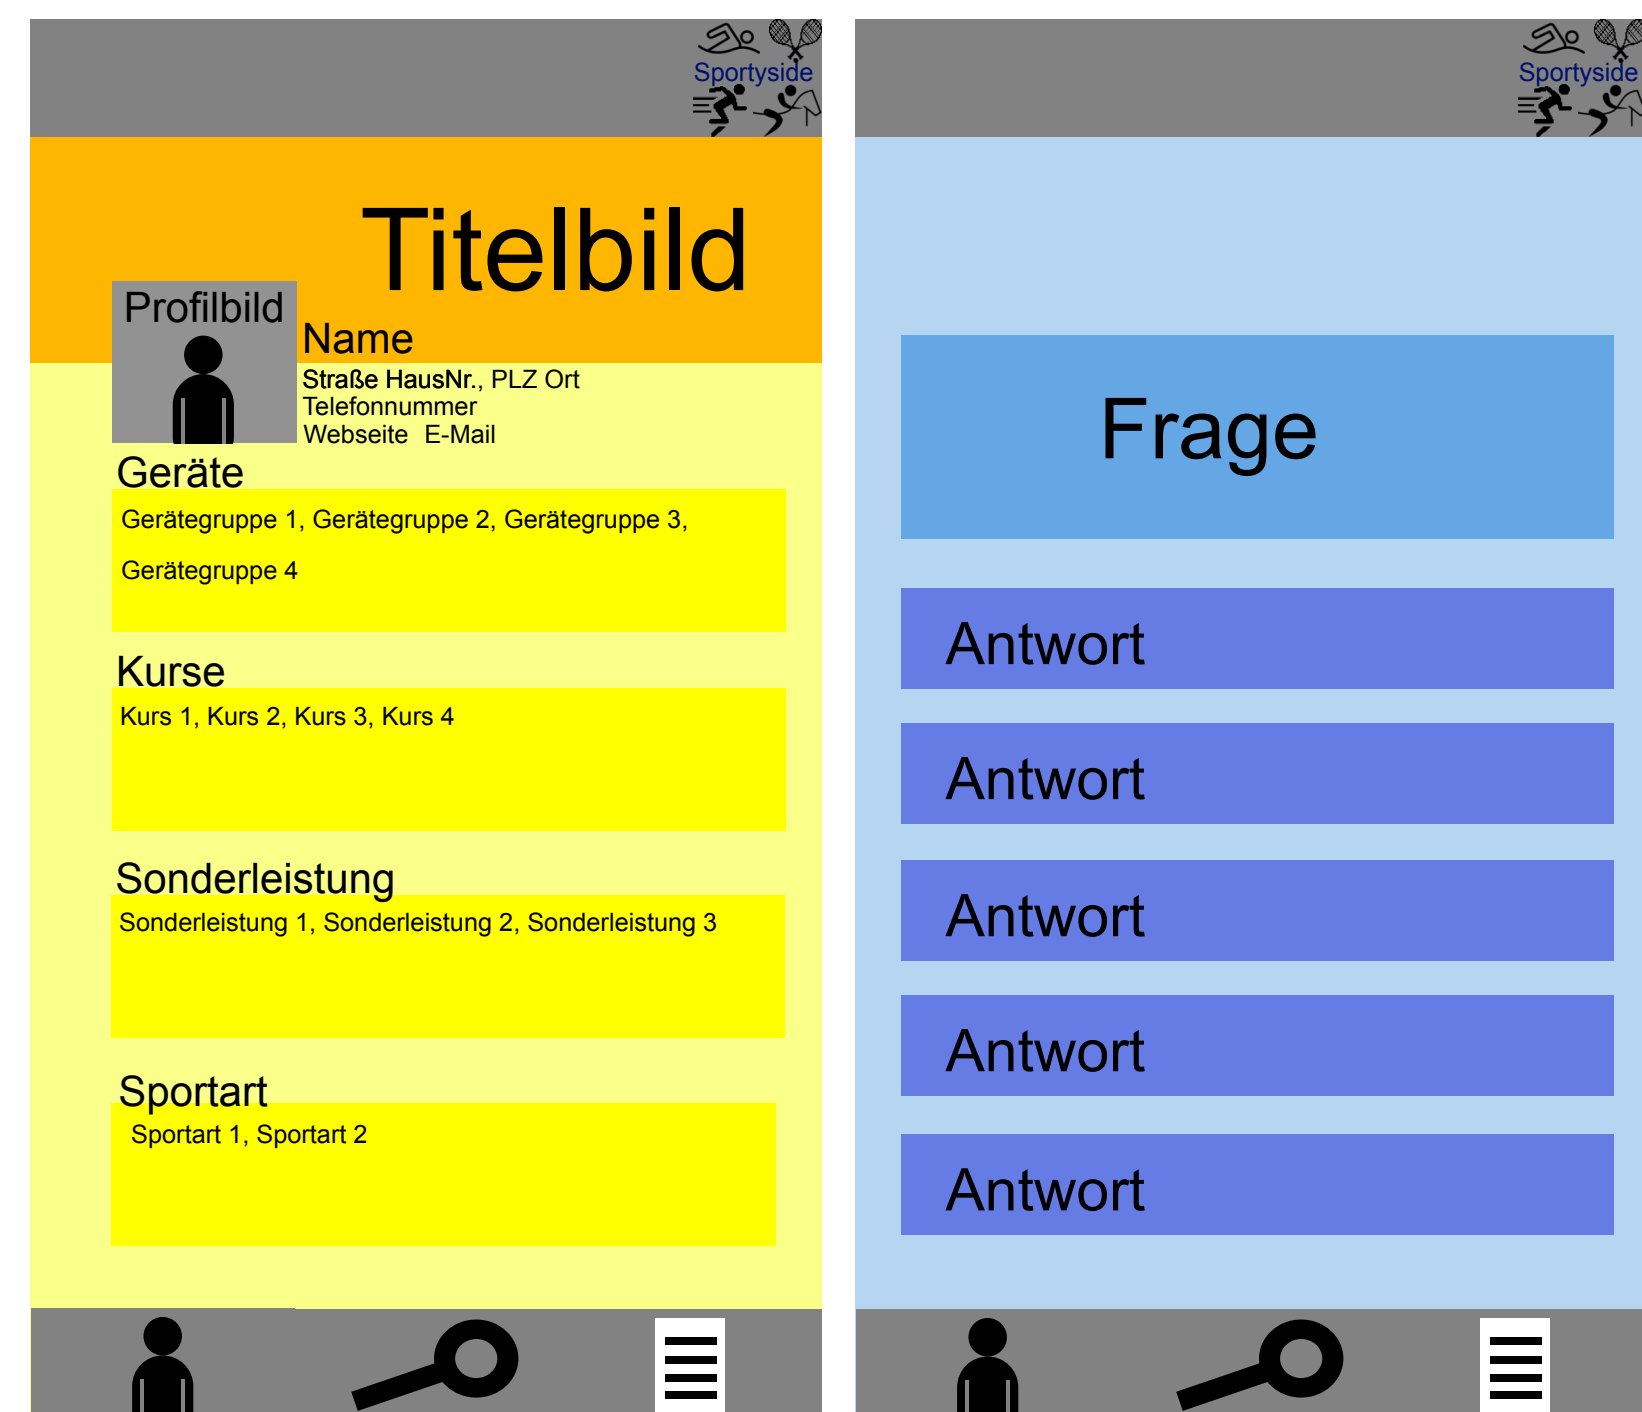 Sportyside
Titelbild
Profilbild
Name
Straße HausNr., PLZ Ort
Telefonnummer
Webseite E-Mail
Geräte
Gerätegruppe 1, Gerätegruppe 2, Gerätegruppe 3,
Gerätegruppe 4
Kurse
Kurs 1, Kurs 2, Kurs 3, Kurs 4
Sonderleistung
Sonderleistung 1, Sonderleistung 2, Sonderleistung 3
Sportart
Sportart 1, Sportart 2
Sportyside
Frage
Antwort
Antwort
Antwort
Antwort
Antwort